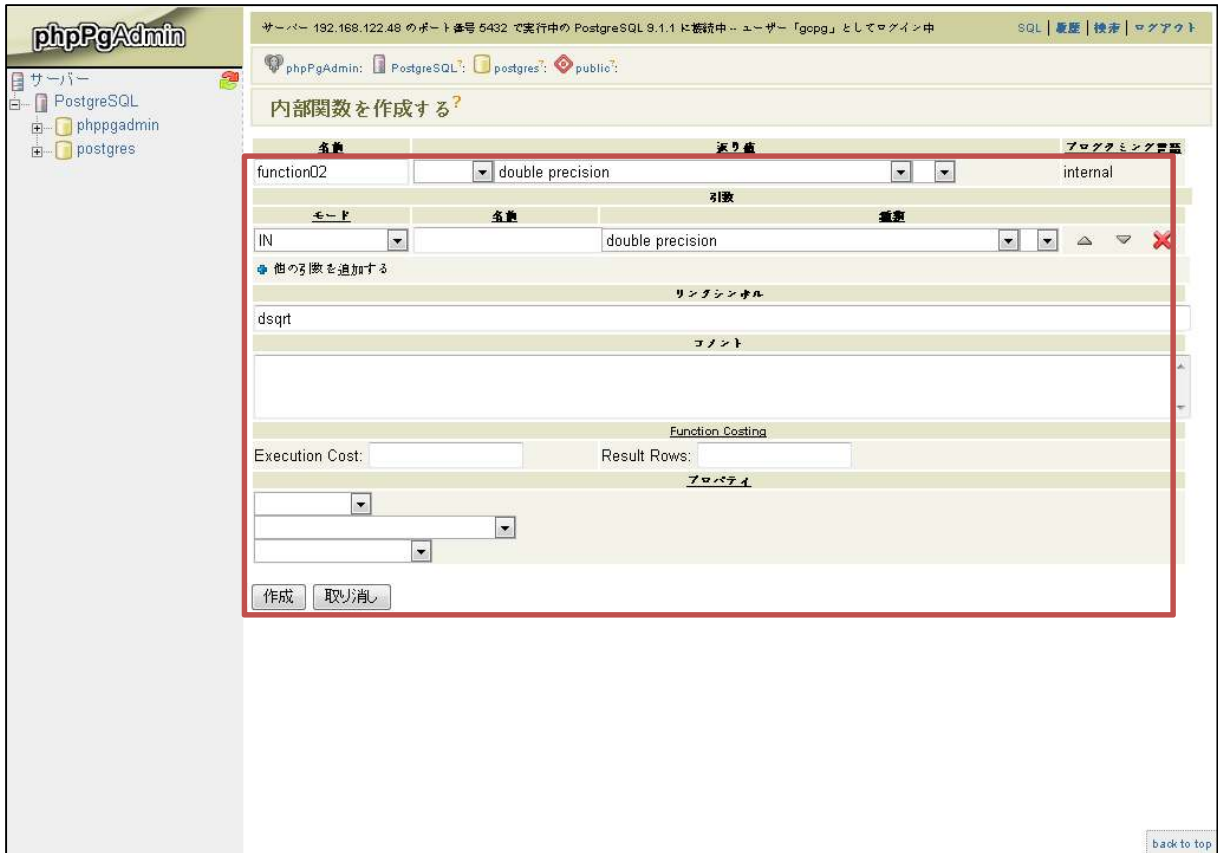 phpPgAdmin
サーバー 192.168.122.48 のポート番号 5432 で実行中の PostgreSQL 9.1.1 に接続中 -- ユーザー「gopg」としてログイン中
SQL | 履歴 | 検索 | ログアウト
サーバー
PostgreSQL
phppgadmin
postgres
phpPgAdmin: PostgreSQL?: postgres?: public?:
内部関数を作成する?
名前 返り値 プログラミング言語
function02 double precision internal
引数
モード 名前 種類
IN double precision
他の引数を追加する
リンクシンボル
dsqrt
コメント
Function Costing
Execution Cost: Result Rows:
プロパティ
作成 取り消し
back to top